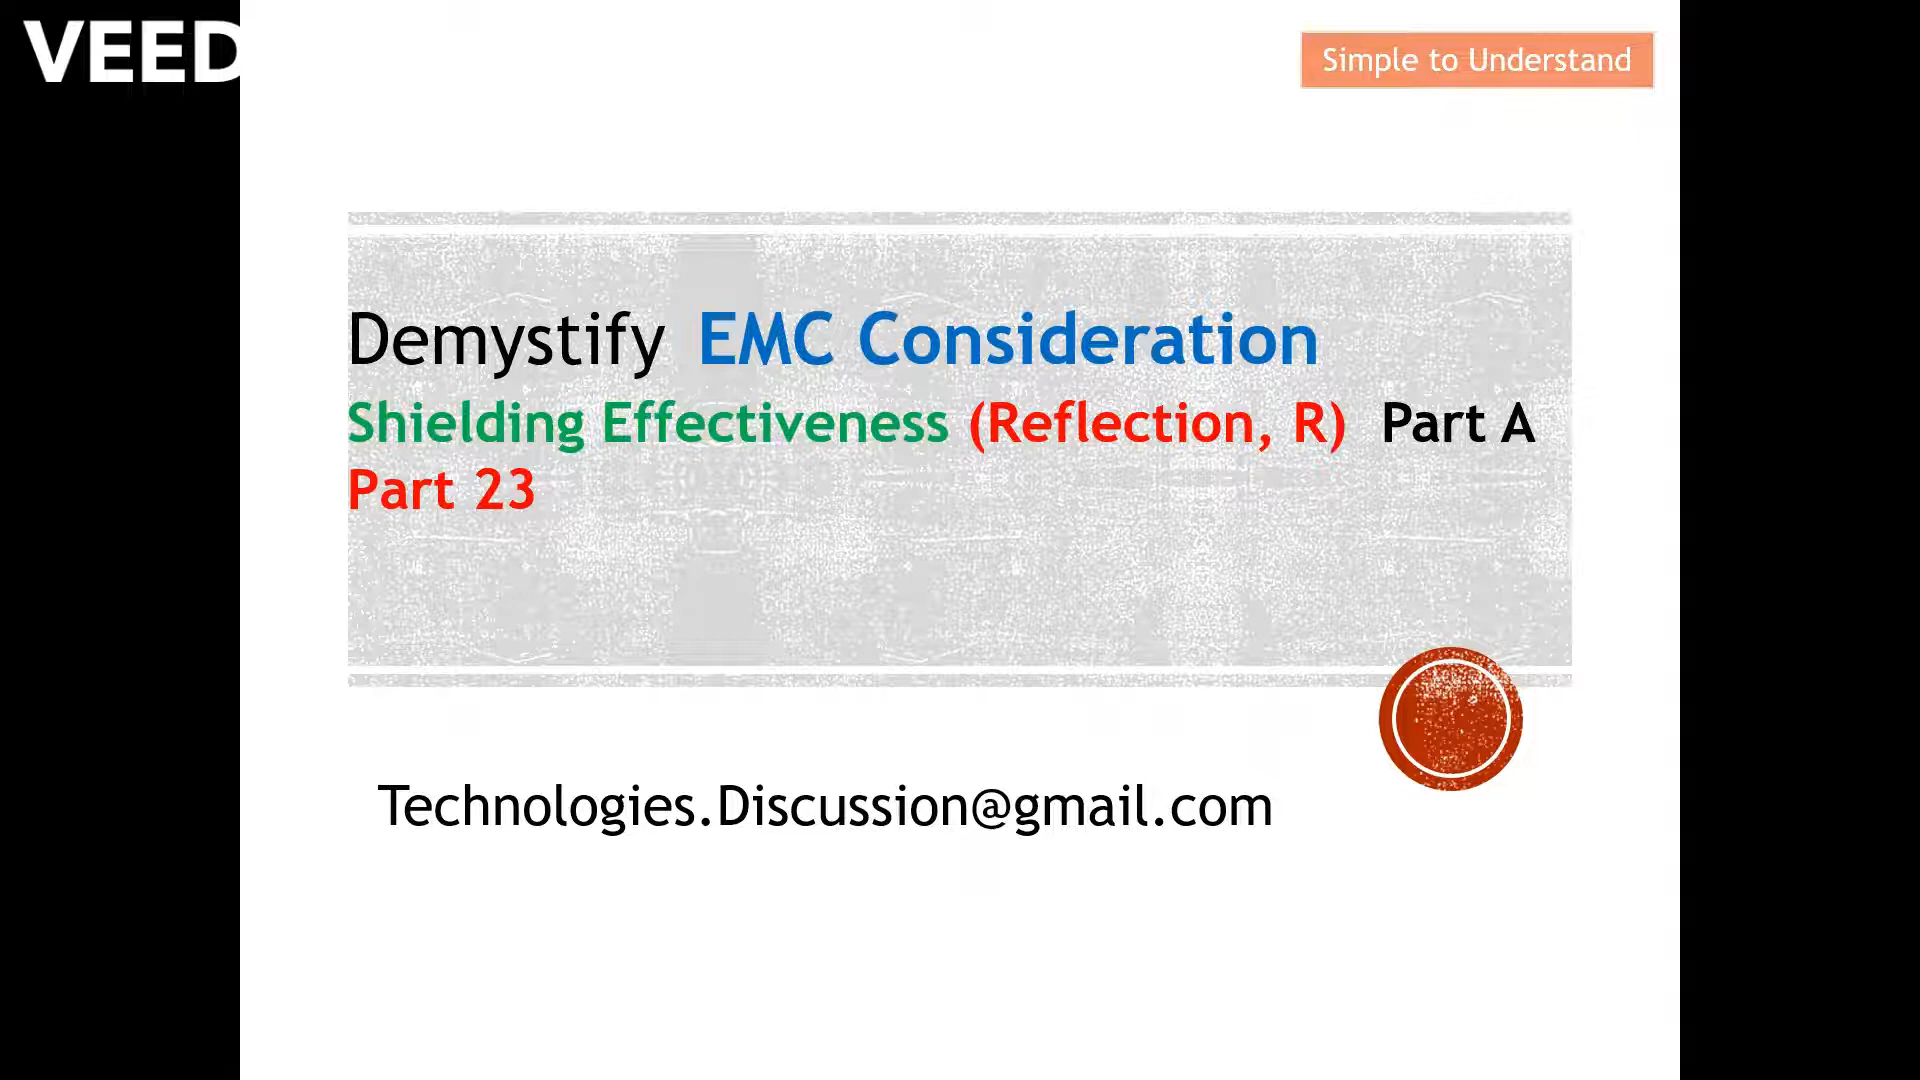 VEED
Simple to Understand
Demystify EMC Consideration
Shielding Effectiveness (Reflection, R) Part A
Part 23
Technologies.Discussion@gmail.com